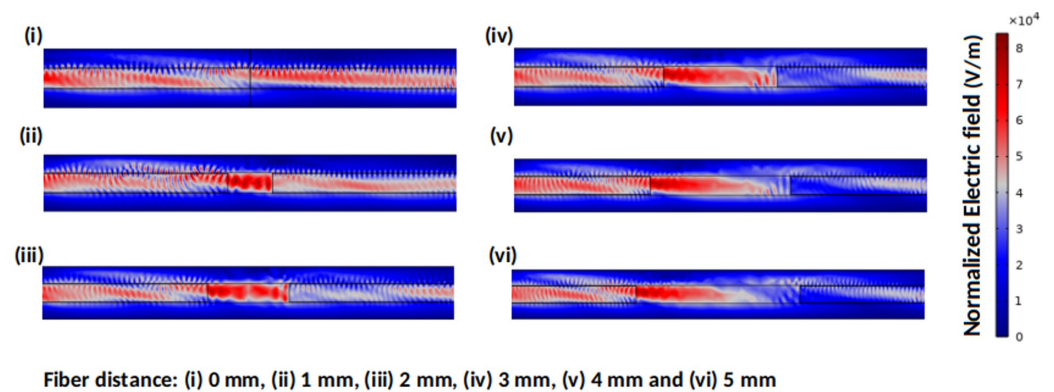 (i)
(ii)
(iii)
(iv)
(v)
(vi)
Normalized Electric field (V/m)
×10⁴
8
7
6
5
4
3
2
1
0
Fiber distance: (i) 0 mm, (ii) 1 mm, (iii) 2 mm, (iv) 3 mm, (v) 4 mm and (vi) 5 mm